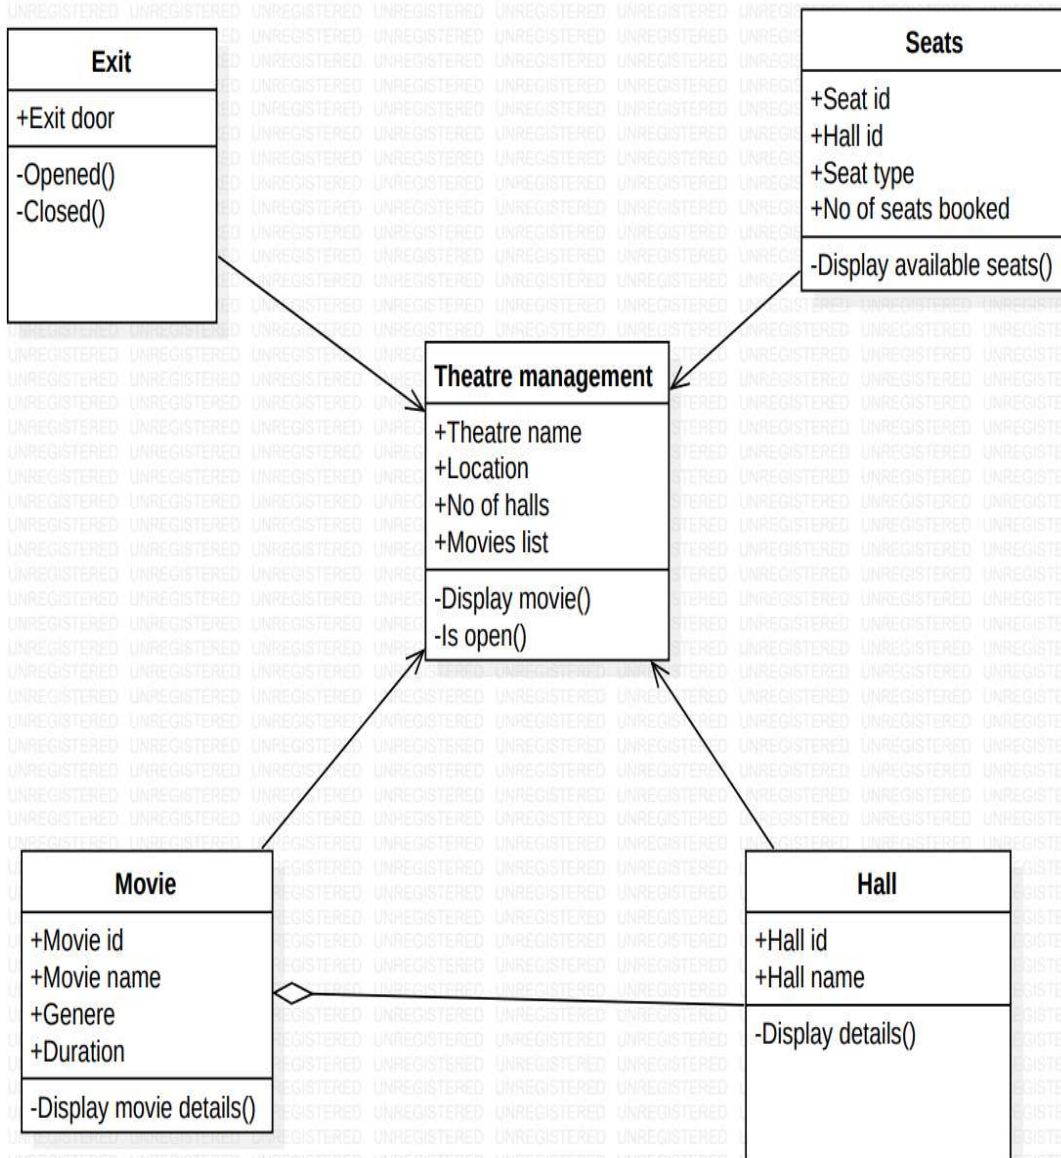 Exit
+Exit door
-Opened()
-Closed()
Seats
+Seat id
+Hall id
+Seat type
+No of seats booked
-Display available seats()
Theatre management
+Theatre name
+Location
+No of halls
+Movies list
-Display movie()
-Is open()
Movie
+Movie id
+Movie name
+Genere
+Duration
-Display movie details()
Hall
+Hall id
+Hall name
-Display details()
UNREGISTERED